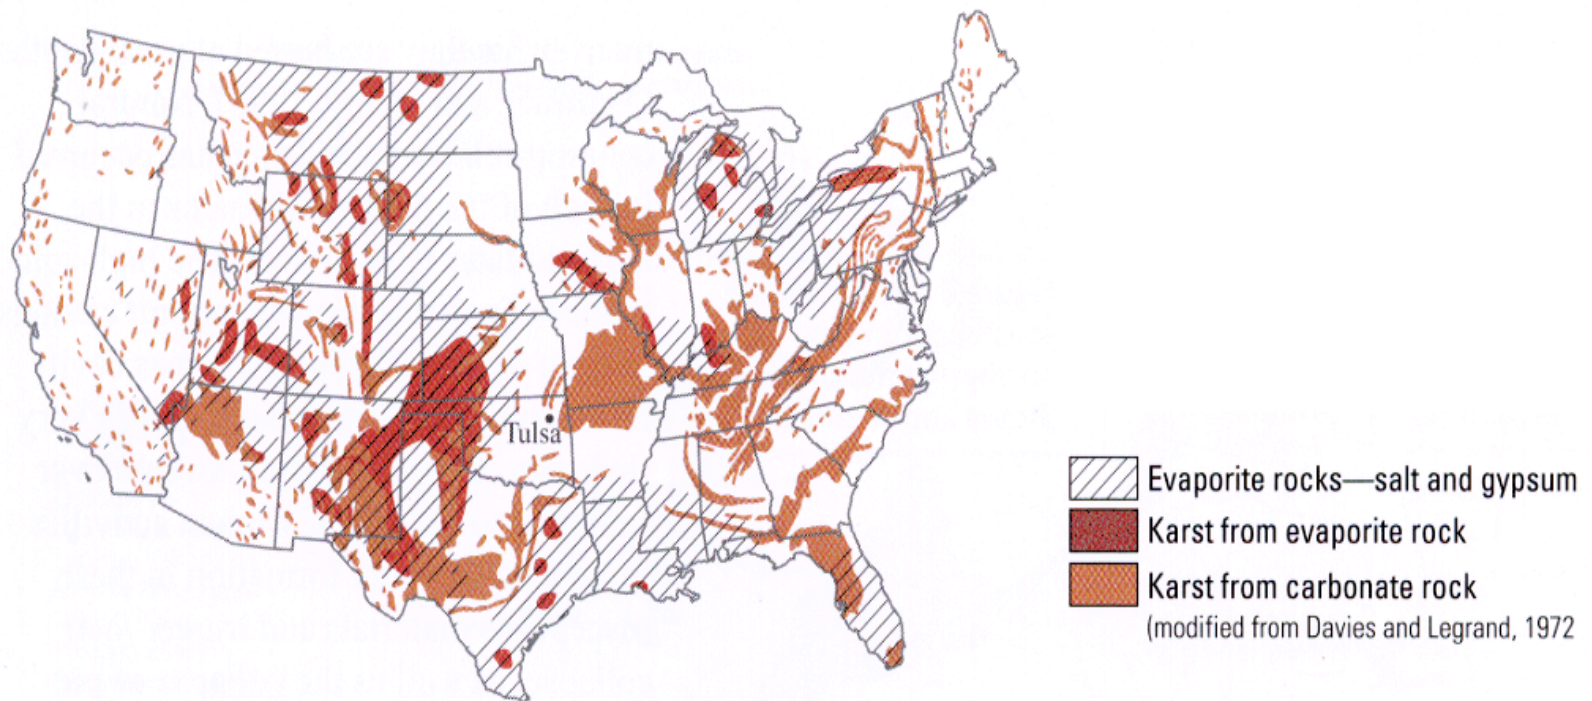 Tulsa
Evaporite rocks—salt and gypsum
Karst from evaporite rock
Karst from carbonate rock
(modified from Davies and Legrand, 1972